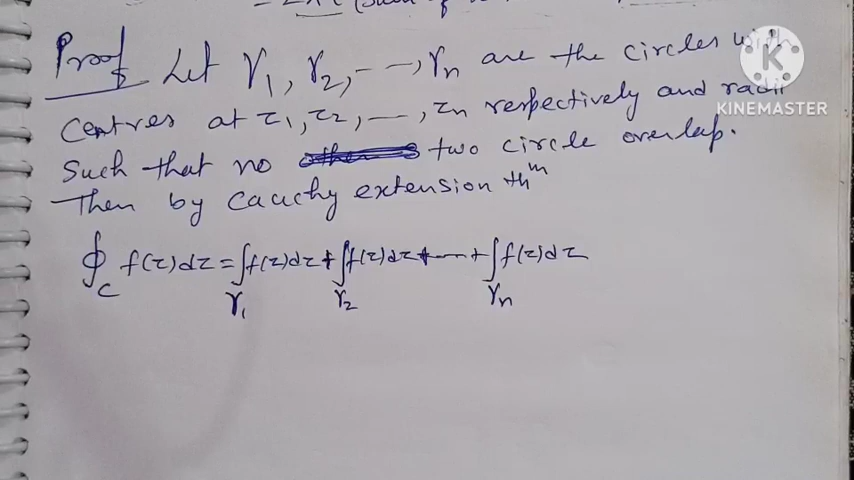 Proof Let γ1, γ2, - - -, γn are the circles with
centres at z1, z2, ---, zn respectively and radii
such that no two circle overlap.
Then by cauchy extension thm
∮C f(z)dz = ∫γ1 f(z)dz + ∫γ2 f(z)dz + --- + ∫γn f(z)dz
K
KINEMASTER